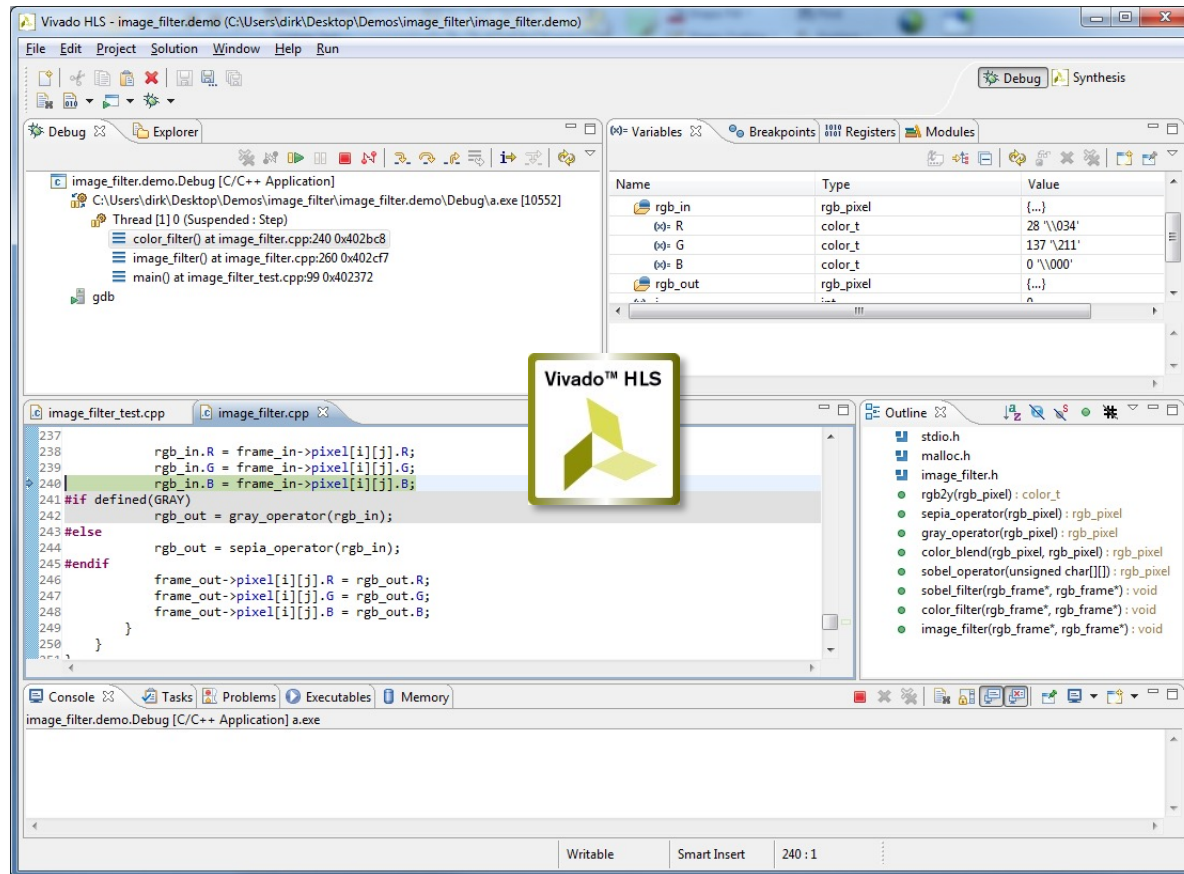 Vivado HLS - image_filter.demo (C:\Users\dirk\Desktop\Demos\image_filter\image_filter.demo)
File Edit Project Solution Window Help Run
Debug Synthesis
Debug Explorer
image_filter.demo.Debug [C/C++ Application]
C:\Users\dirk\Desktop\Demos\image_filter\image_filter.demo\Debug\a.exe [10552]
Thread [1] 0 (Suspended : Step)
color_filter() at image_filter.cpp:240 0x402bc8
image_filter() at image_filter.cpp:260 0x402cf7
main() at image_filter_test.cpp:99 0x402372
gdb
(x)= Variables Breakpoints Registers Modules
Name Type Value
rgb_in rgb_pixel {...}
(x)= R color_t 28 '\\034'
(x)= G color_t 137 '\211'
(x)= B color_t 0 '\\000'
rgb_out rgb_pixel {...}
Vivado™ HLS
image_filter_test.cpp image_filter.cpp
237
238 rgb_in.R = frame_in->pixel[i][j].R;
239 rgb_in.G = frame_in->pixel[i][j].G;
240 rgb_in.B = frame_in->pixel[i][j].B;
241 #if defined(GRAY)
242 rgb_out = gray_operator(rgb_in);
243 #else
244 rgb_out = sepia_operator(rgb_in);
245 #endif
246 frame_out->pixel[i][j].R = rgb_out.R;
247 frame_out->pixel[i][j].G = rgb_out.G;
248 frame_out->pixel[i][j].B = rgb_out.B;
249 }
250 }
Outline
stdio.h
malloc.h
image_filter.h
rgb2y(rgb_pixel) : color_t
sepia_operator(rgb_pixel) : rgb_pixel
gray_operator(rgb_pixel) : rgb_pixel
color_blend(rgb_pixel, rgb_pixel) : rgb_pixel
sobel_operator(unsigned char[][]) : rgb_pixel
sobel_filter(rgb_frame*, rgb_frame*) : void
color_filter(rgb_frame*, rgb_frame*) : void
image_filter(rgb_frame*, rgb_frame*) : void
Console Tasks Problems Executables Memory
image_filter.demo.Debug [C/C++ Application] a.exe
Writable Smart Insert 240 : 1